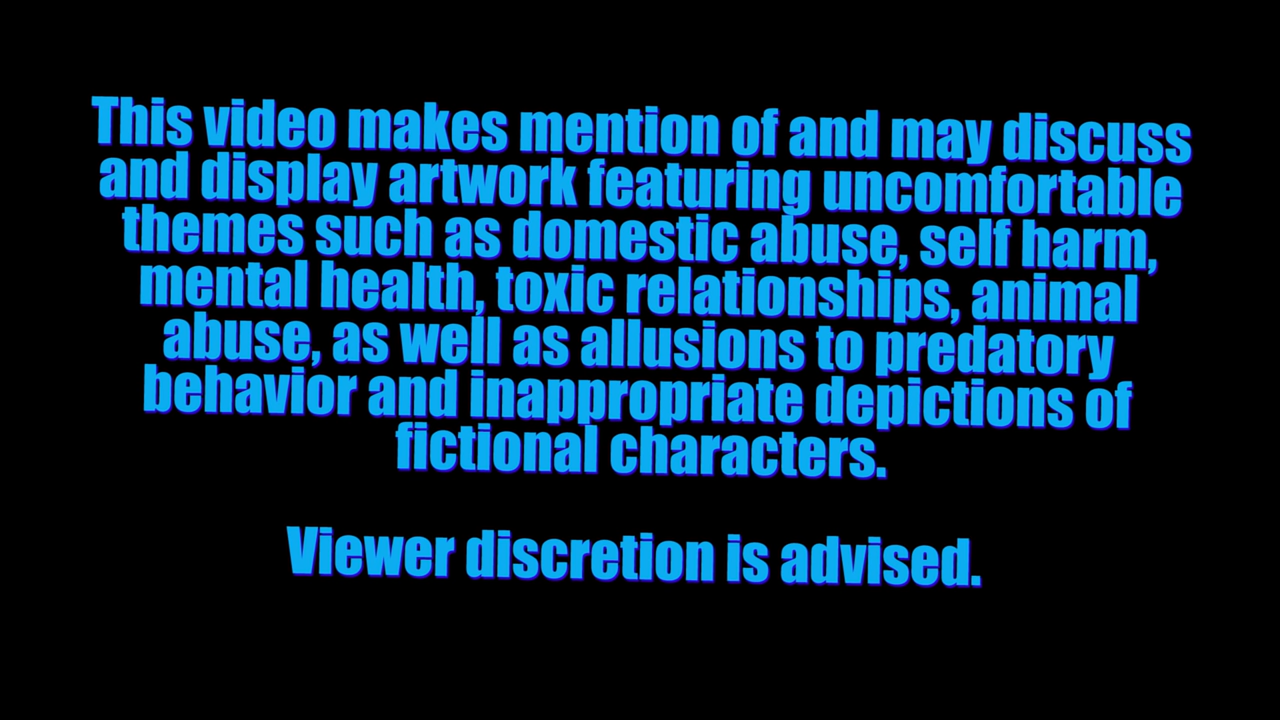 This video makes mention of and may discuss
and display artwork featuring uncomfortable
themes such as domestic abuse, self harm,
mental health, toxic relationships, animal
abuse, as well as allusions to predatory
behavior and inappropriate depictions of
fictional characters.
Viewer discretion is advised.